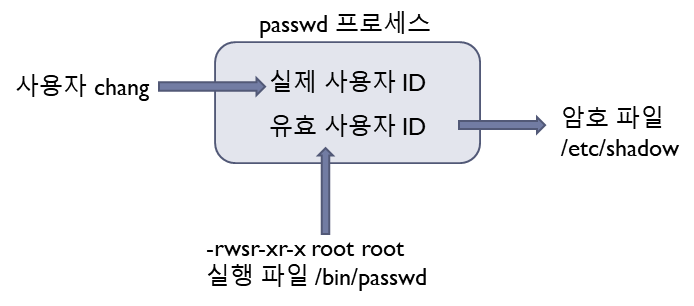 passwd 프로세스
사용자 chang
실제 사용자 ID
유효 사용자 ID
암호 파일
/etc/shadow
-rwsr-xr-x root root
실행 파일 /bin/passwd